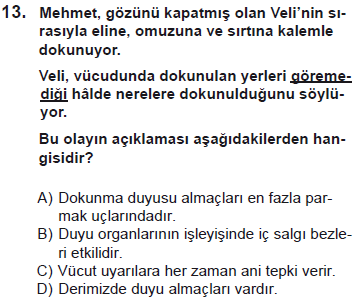 13. Mehmet, gözünü kapatmış olan Veli'nin sı-
rasıyla eline, omuzuna ve sırtına kalemle
dokunuyor.
Veli, vücudunda dokunulan yerleri göreme-
diği hâlde nerelere dokunulduğunu söylü-
yor.
Bu olayın açıklaması aşağıdakilerden han-
gisidir?
A) Dokunma duyusu almaçları en fazla par-
mak uçlarındadır.
B) Duyu organlarının işleyişinde iç salgı bezle-
ri etkilidir.
C) Vücut uyarılara her zaman ani tepki verir.
D) Derimizde duyu almaçları vardır.